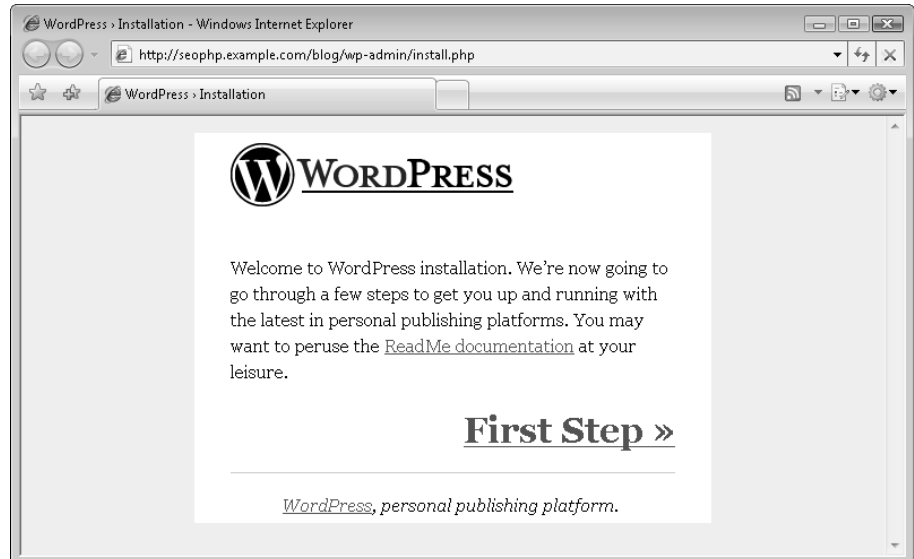 WordPress › Installation - Windows Internet Explorer
http://seophp.example.com/blog/wp-admin/install.php
WordPress › Installation
WORDPRESS
Welcome to WordPress installation. We're now going to
go through a few steps to get you up and running with
the latest in personal publishing platforms. You may
want to peruse the ReadMe documentation at your
leisure.
First Step »
WordPress, personal publishing platform.